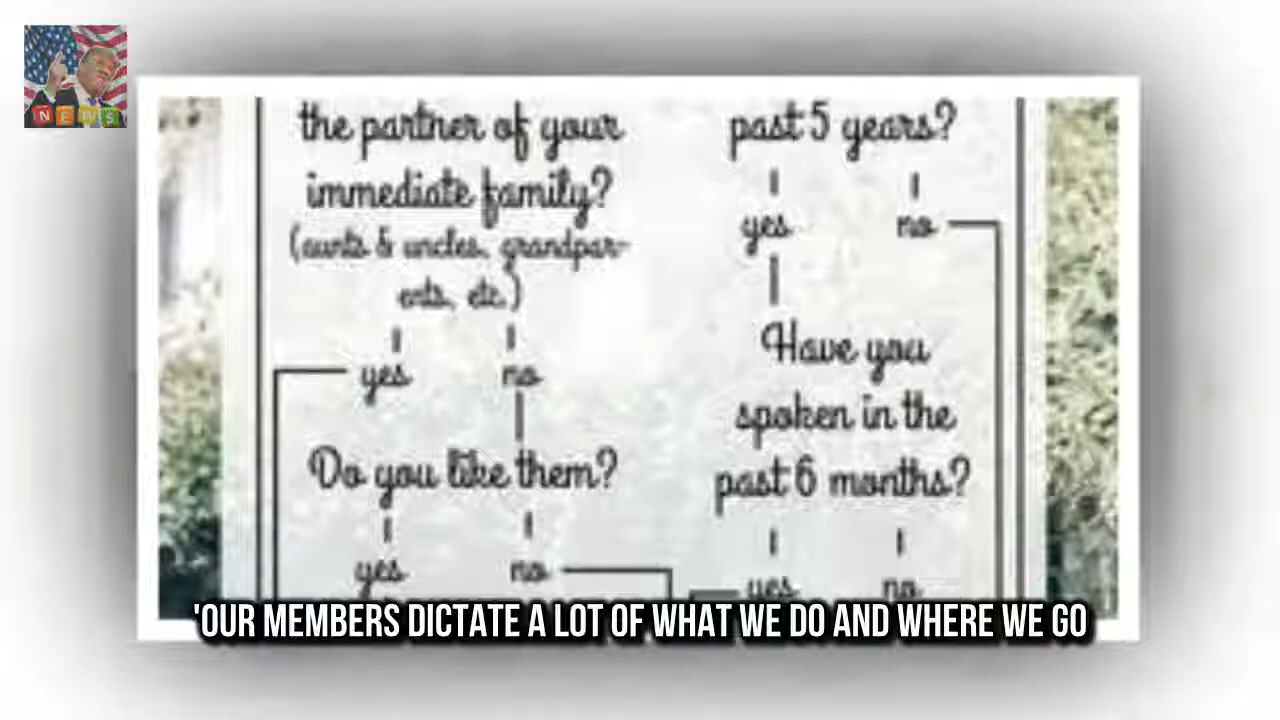 NEWS
the partner of your
immediate family?
(aunts & uncles, grandpar-
ents, etc.)
yes no
Do you like them?
yes no
past 5 years?
yes no
Have you
spoken in the
past 6 months?
yes no
'OUR MEMBERS DICTATE A LOT OF WHAT WE DO AND WHERE WE GO